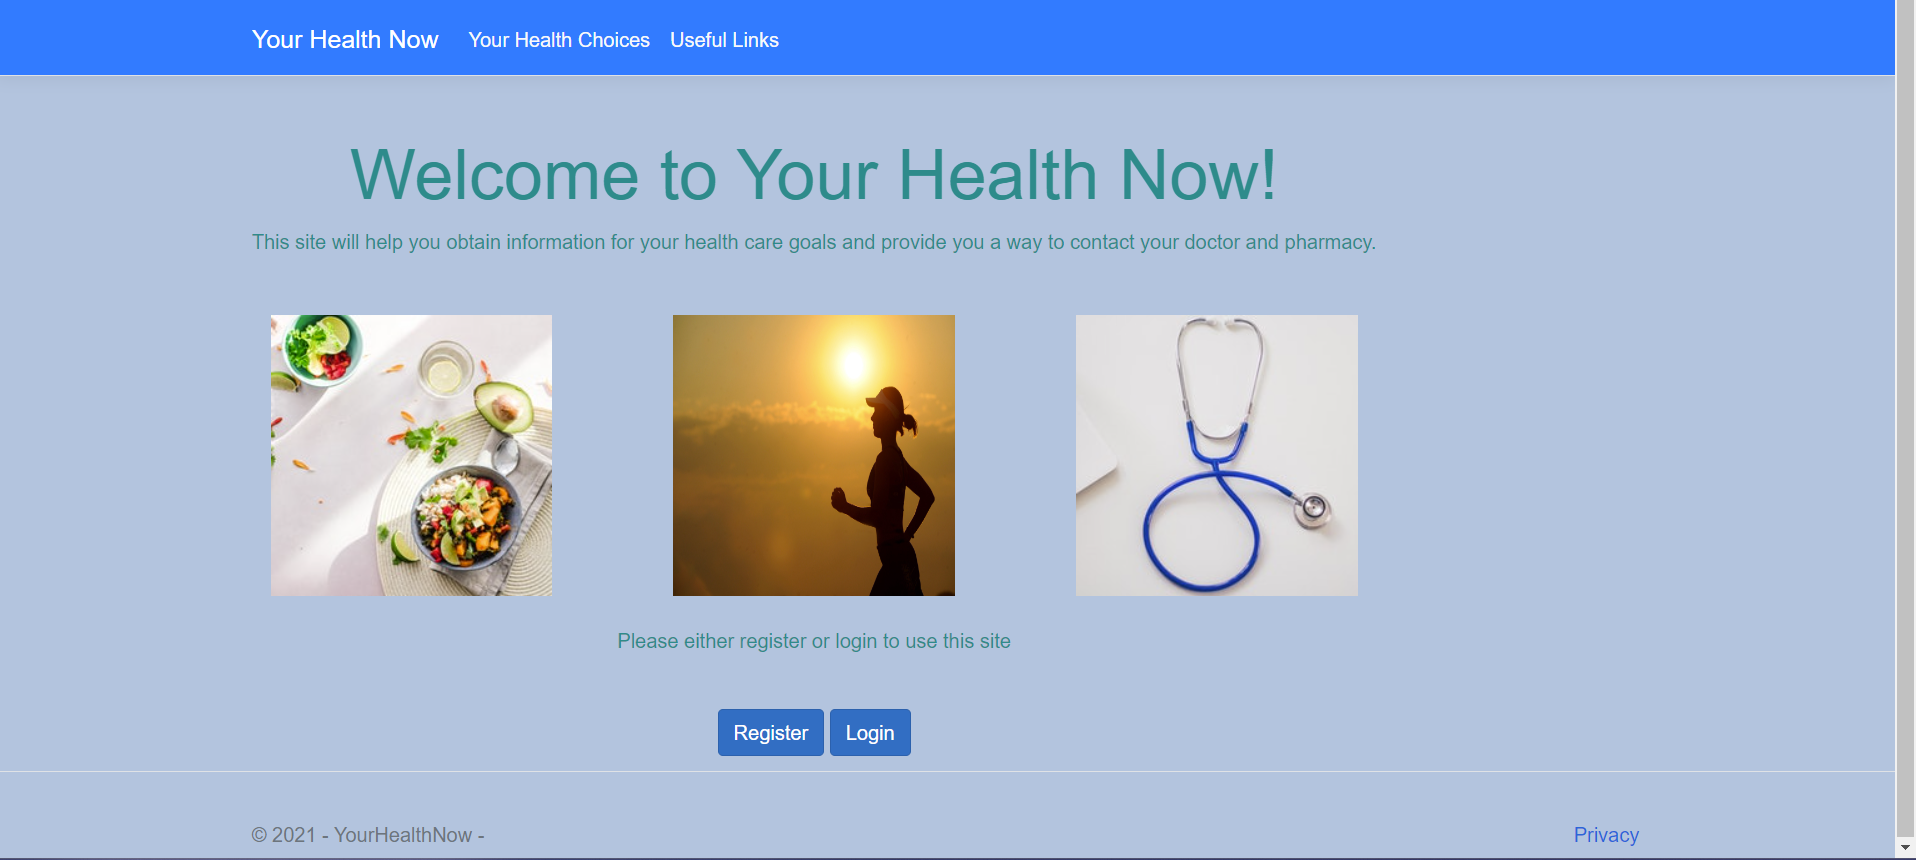 Your Health Now Your Health Choices Useful Links
Welcome to Your Health Now!
This site will help you obtain information for your health care goals and provide you a way to contact your doctor and pharmacy.
Please either register or login to use this site
Register Login
© 2021 - YourHealthNow - Privacy